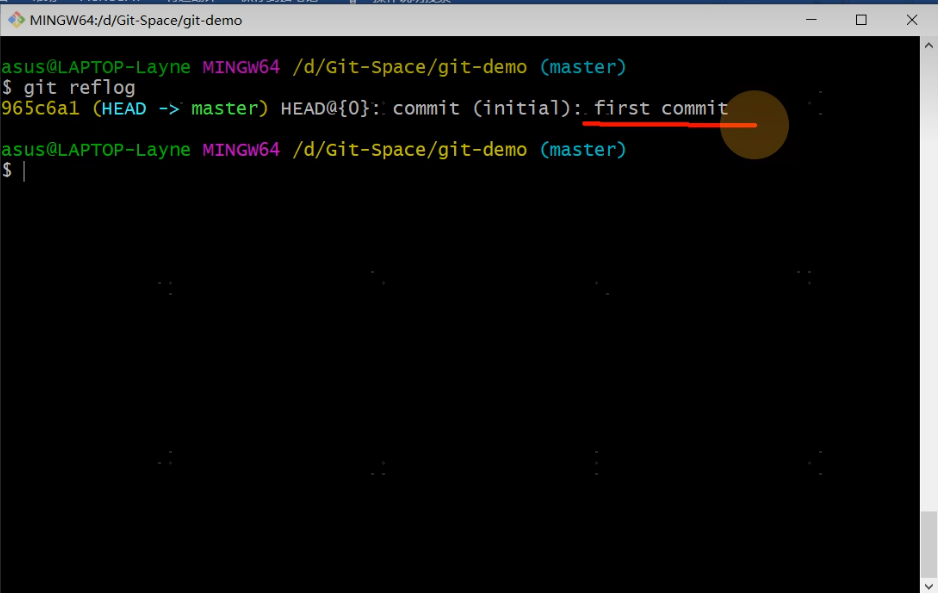 MINGW64:/d/Git-Space/git-demo
asus@LAPTOP-Layne MINGW64 /d/Git-Space/git-demo (master)
$ git reflog
965c6a1 (HEAD -> master) HEAD@{0}: commit (initial): first commit
asus@LAPTOP-Layne MINGW64 /d/Git-Space/git-demo (master)
$